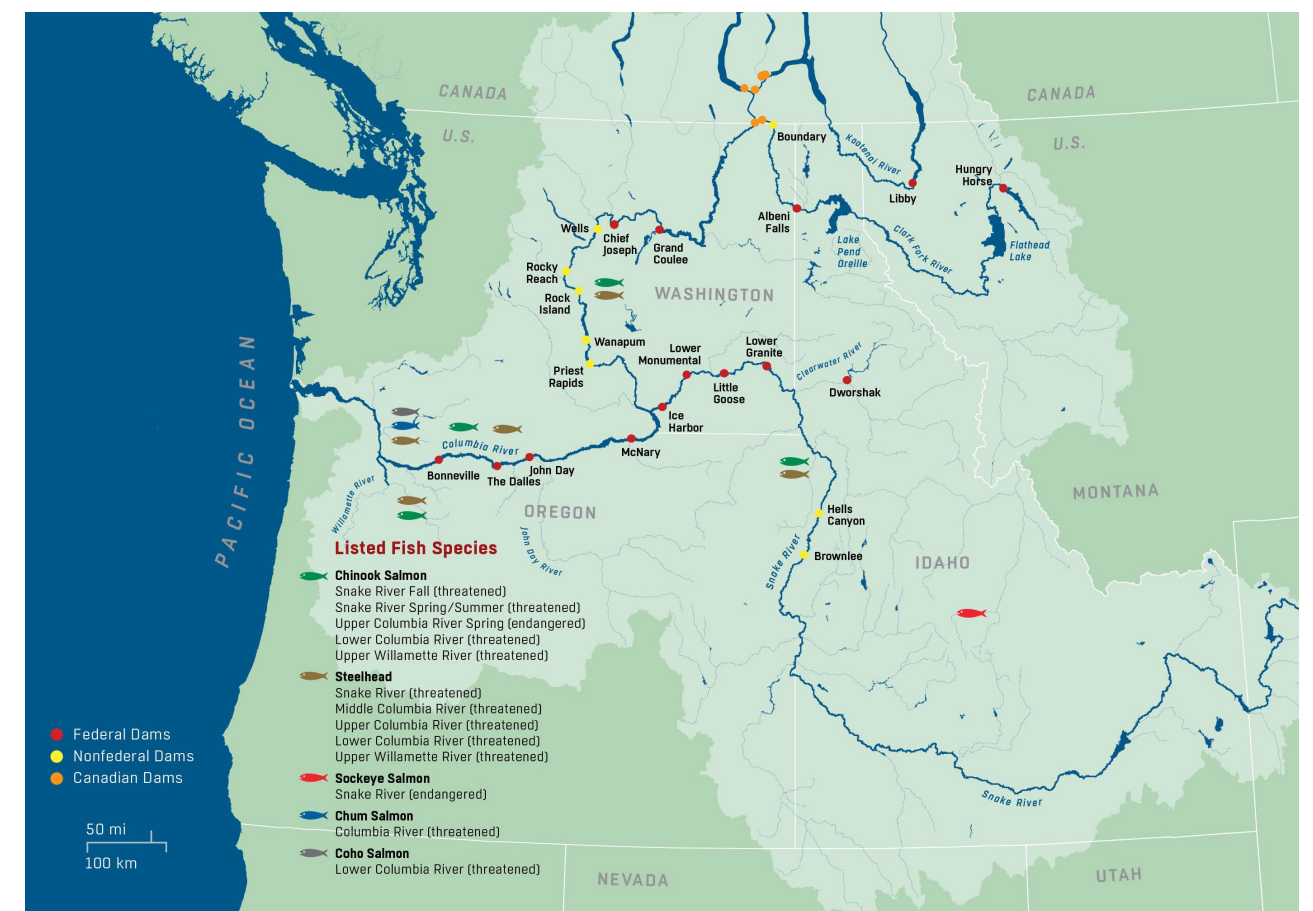 CANADA
U.S.
CANADA
U.S.
Boundary
Kootenai River
Libby
Hungry
Horse
Albeni
Falls
Lake
Pend
Oreille
Clark Fork River
Flathead
Lake
Wells
Chief
Joseph
Grand
Coulee
Rocky
Reach
Rock
Island
WASHINGTON
Wanapum
Priest
Rapids
Lower
Monumental
Lower
Granite
Little
Goose
Clearwater River
Dworshak
Ice
Harbor
McNary
PACIFIC OCEAN
Columbia River
Bonneville
The Dalles
John Day
Willamette River
OREGON
John Day River
Hells
Canyon
Brownlee
Snake River
IDAHO
MONTANA
Snake River
NEVADA
UTAH
Listed Fish Species
Chinook Salmon
Snake River Fall (threatened)
Snake River Spring/Summer (threatened)
Upper Columbia River Spring (endangered)
Lower Columbia River (threatened)
Upper Willamette River (threatened)
Steelhead
Snake River (threatened)
Middle Columbia River (threatened)
Upper Columbia River (threatened)
Lower Columbia River (threatened)
Upper Willamette River (threatened)
Sockeye Salmon
Snake River (endangered)
Chum Salmon
Columbia River (threatened)
Coho Salmon
Lower Columbia River (threatened)
Federal Dams
Nonfederal Dams
Canadian Dams
50 mi
100 km